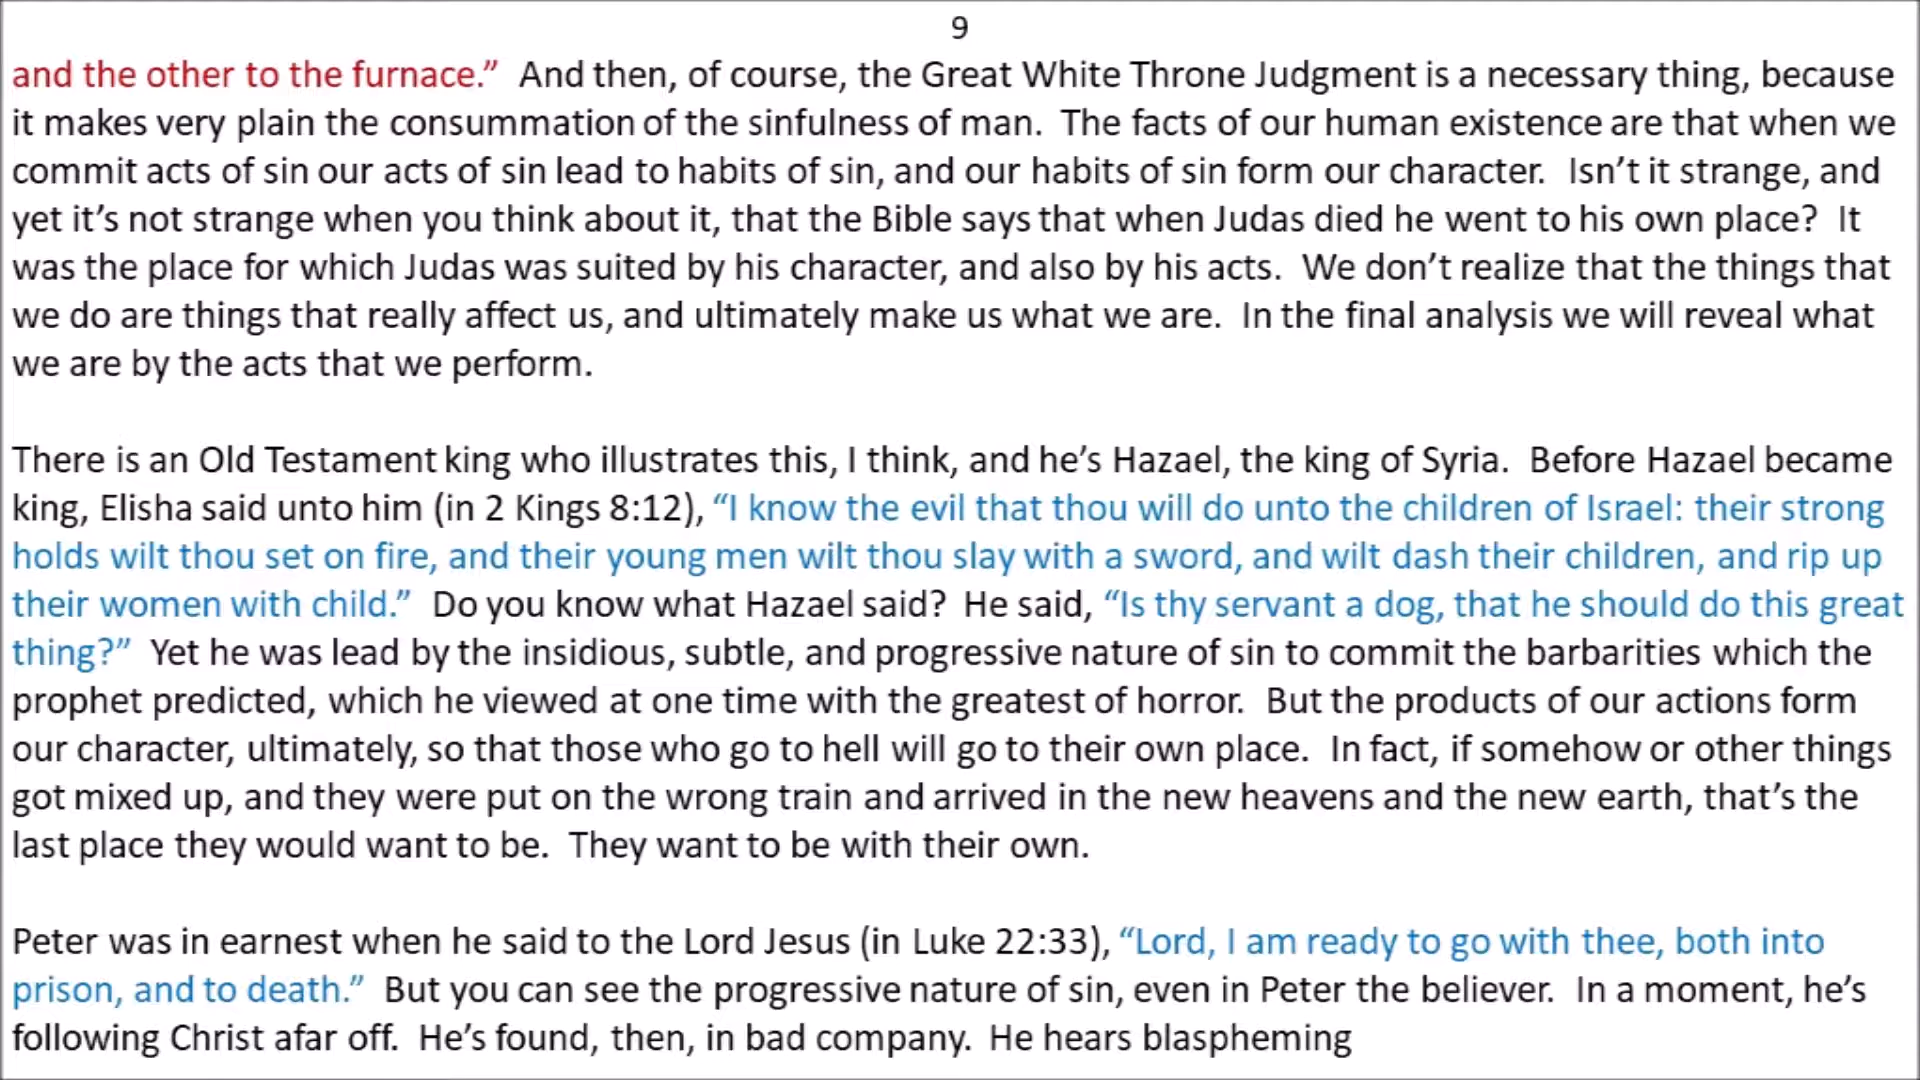 9
and the other to the furnace.”  And then, of course, the Great White Throne Judgment is a necessary thing, because
it makes very plain the consummation of the sinfulness of man.  The facts of our human existence are that when we
commit acts of sin our acts of sin lead to habits of sin, and our habits of sin form our character.  Isn’t it strange, and
yet it’s not strange when you think about it, that the Bible says that when Judas died he went to his own place?  It
was the place for which Judas was suited by his character, and also by his acts.  We don’t realize that the things that
we do are things that really affect us, and ultimately make us what we are.  In the final analysis we will reveal what
we are by the acts that we perform.
There is an Old Testament king who illustrates this, I think, and he’s Hazael, the king of Syria.  Before Hazael became
king, Elisha said unto him (in 2 Kings 8:12), “I know the evil that thou will do unto the children of Israel: their strong
holds wilt thou set on fire, and their young men wilt thou slay with a sword, and wilt dash their children, and rip up
their women with child.”  Do you know what Hazael said?  He said, “Is thy servant a dog, that he should do this great
thing?”  Yet he was lead by the insidious, subtle, and progressive nature of sin to commit the barbarities which the
prophet predicted, which he viewed at one time with the greatest of horror.  But the products of our actions form
our character, ultimately, so that those who go to hell will go to their own place.  In fact, if somehow or other things
got mixed up, and they were put on the wrong train and arrived in the new heavens and the new earth, that’s the
last place they would want to be.  They want to be with their own.
Peter was in earnest when he said to the Lord Jesus (in Luke 22:33), “Lord, I am ready to go with thee, both into
prison, and to death.”  But you can see the progressive nature of sin, even in Peter the believer.  In a moment, he’s
following Christ afar off.  He’s found, then, in bad company.  He hears blaspheming